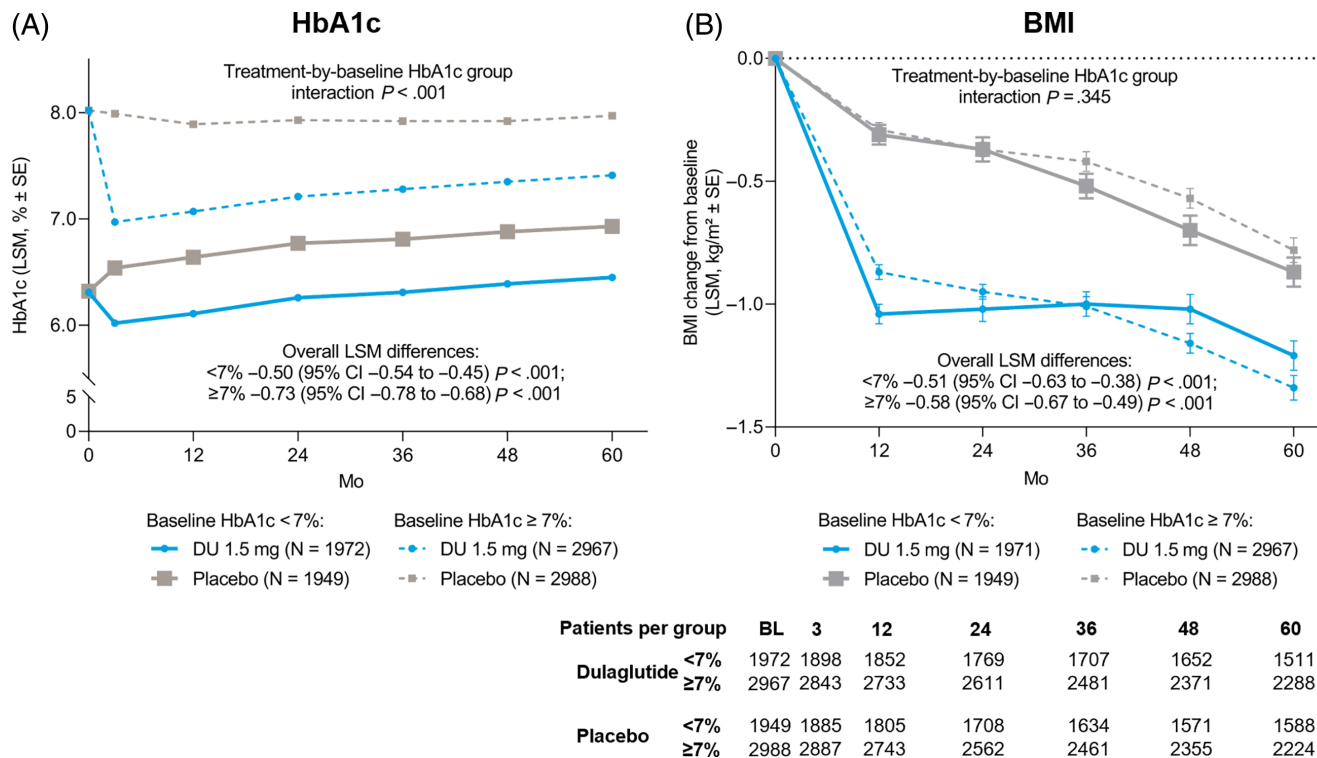 (A) HbA1c
Treatment-by-baseline HbA1c group
interaction P < .001
HbA1c (LSM, % ± SE)
8.0
7.0
6.0
5
0
Overall LSM differences:
<7% −0.50 (95% CI −0.54 to −0.45) P < .001;
≥7% −0.73 (95% CI −0.78 to −0.68) P < .001
0 12 24 36 48 60
Mo
Baseline HbA1c < 7%: Baseline HbA1c ≥ 7%:
DU 1.5 mg (N = 1972) DU 1.5 mg (N = 2967)
Placebo (N = 1949) Placebo (N = 2988)
(B) BMI
Treatment-by-baseline HbA1c group
interaction P = .345
BMI change from baseline
(LSM, kg/m² ± SE)
0.0
−0.5
−1.0
−1.5
Overall LSM differences:
<7% −0.51 (95% CI −0.63 to −0.38) P < .001;
≥7% −0.58 (95% CI −0.67 to −0.49) P < .001
0 12 24 36 48 60
Mo
Baseline HbA1c < 7%: Baseline HbA1c ≥ 7%:
DU 1.5 mg (N = 1971) DU 1.5 mg (N = 2967)
Placebo (N = 1949) Placebo (N = 2988)
Patients per group BL 3 12 24 36 48 60
Dulaglutide
<7% 1972 1898 1852 1769 1707 1652 1511
≥7% 2967 2843 2733 2611 2481 2371 2288
Placebo
<7% 1949 1885 1805 1708 1634 1571 1588
≥7% 2988 2887 2743 2562 2461 2355 2224